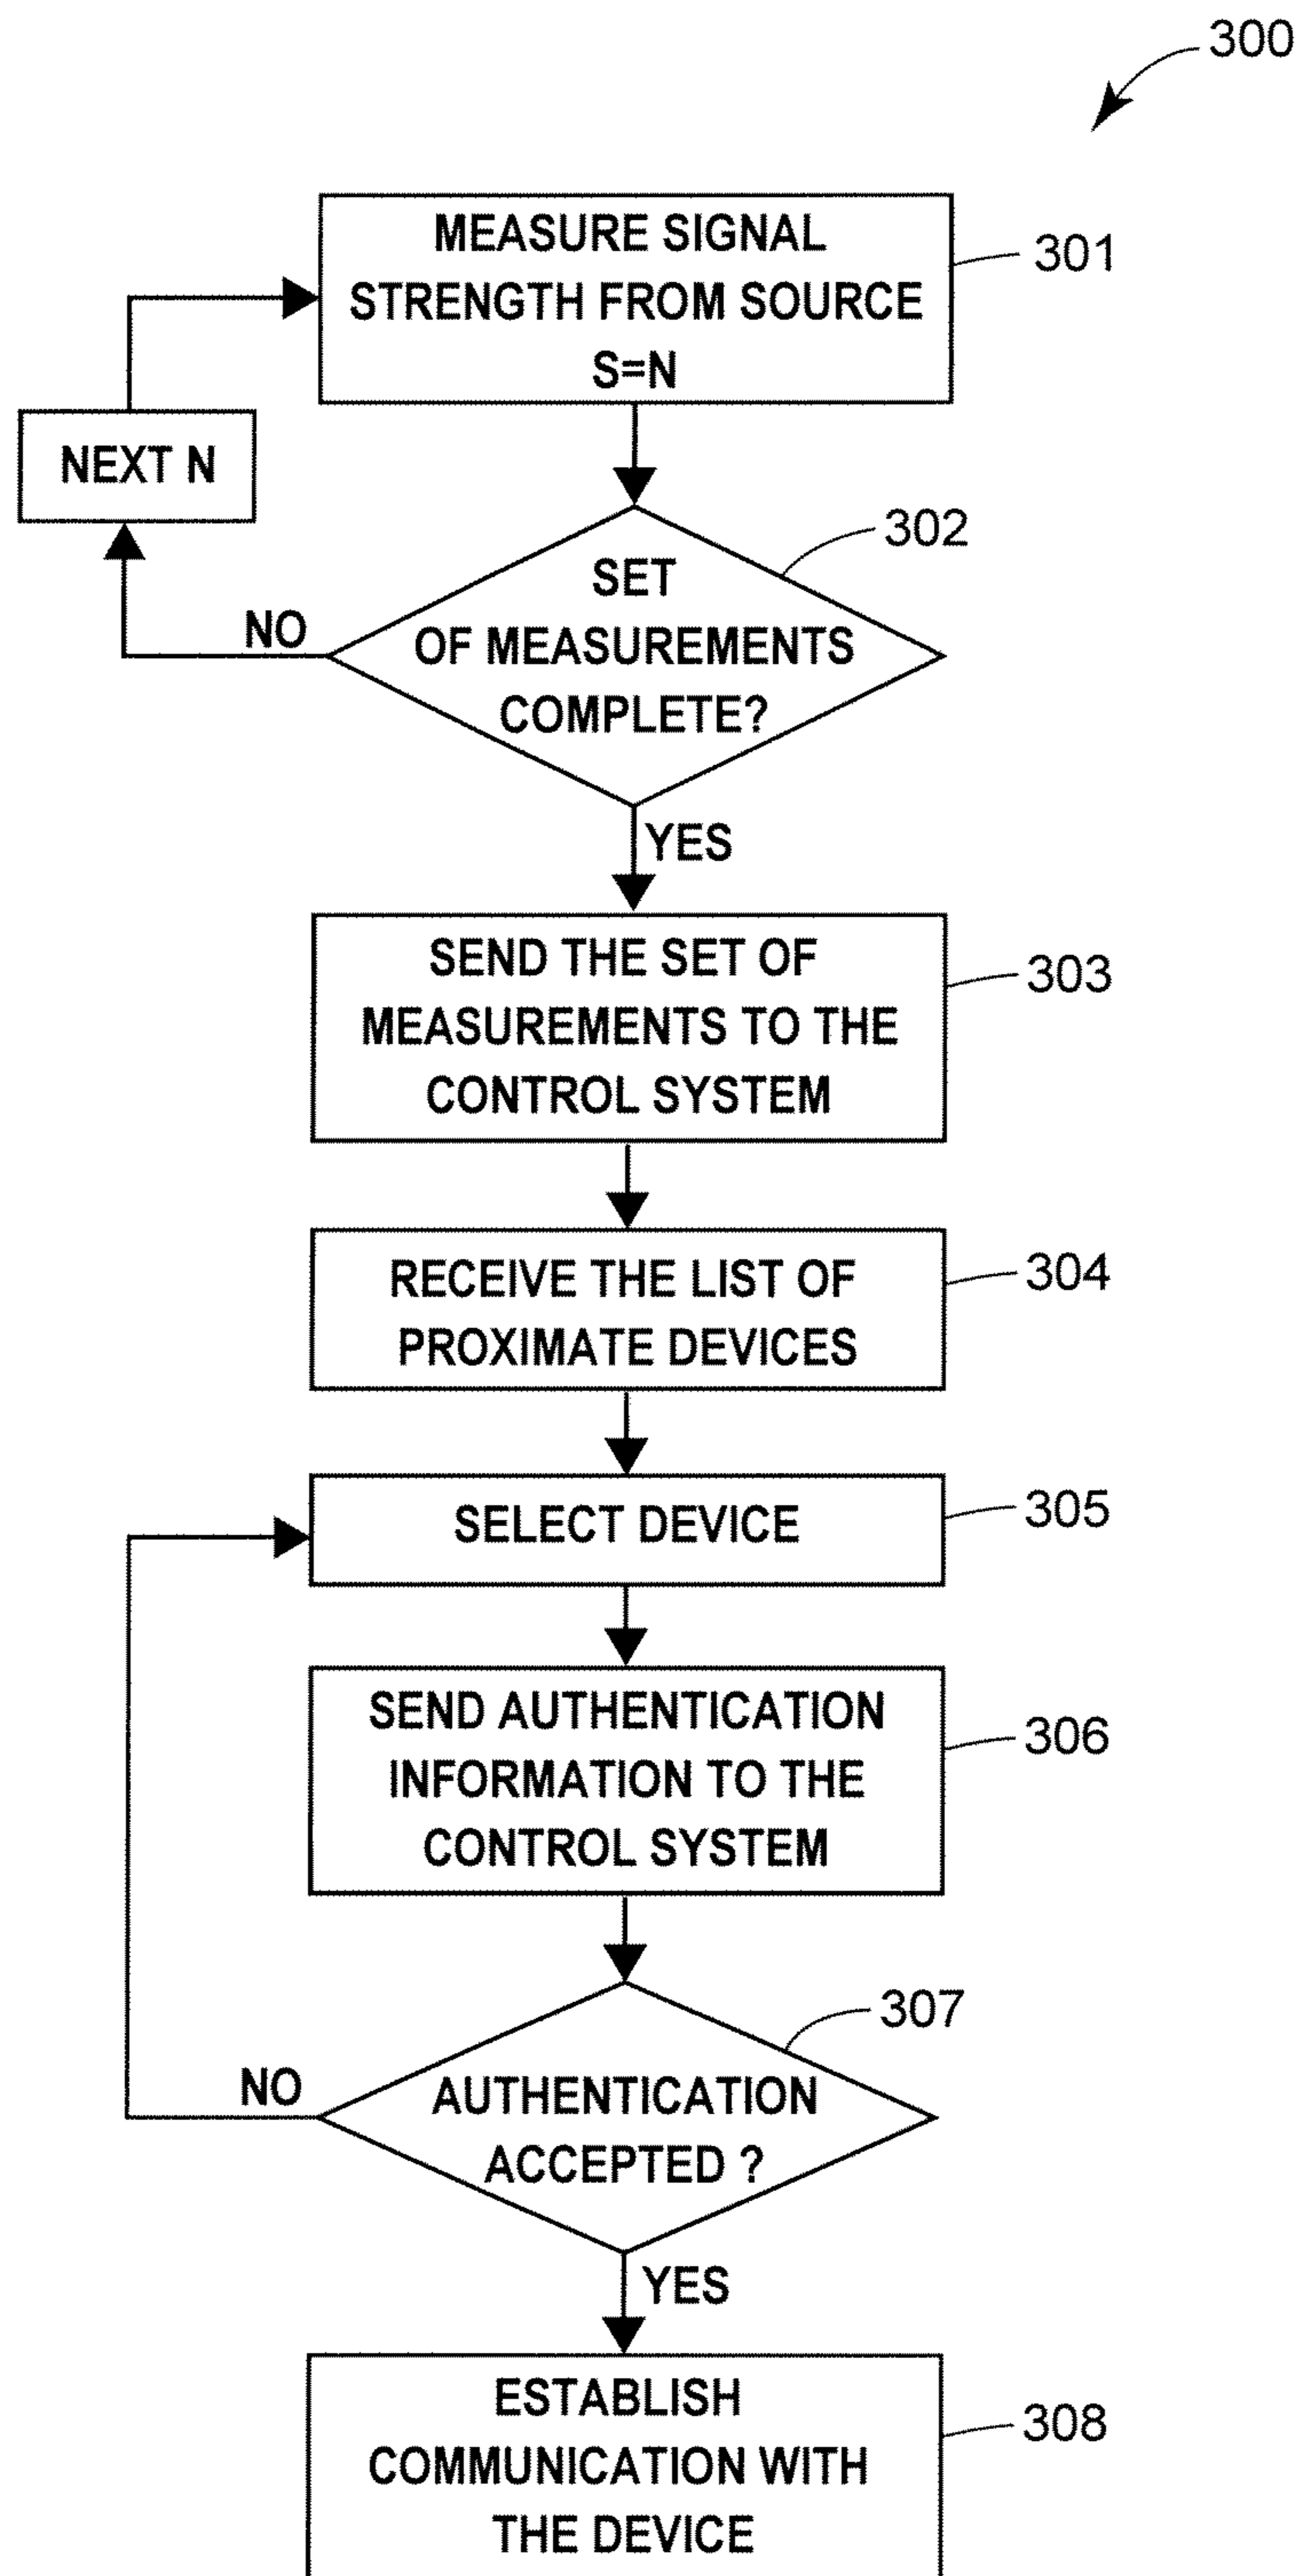 300
MEASURE SIGNAL
STRENGTH FROM SOURCE
S=N
301
NEXT N
302
SET
OF MEASUREMENTS
COMPLETE?
NO
YES
SEND THE SET OF
MEASUREMENTS TO THE
CONTROL SYSTEM
303
RECEIVE THE LIST OF
PROXIMATE DEVICES
304
SELECT DEVICE
305
SEND AUTHENTICATION
INFORMATION TO THE
CONTROL SYSTEM
306
307
AUTHENTICATION
ACCEPTED ?
NO
YES
ESTABLISH
COMMUNICATION WITH
THE DEVICE
308